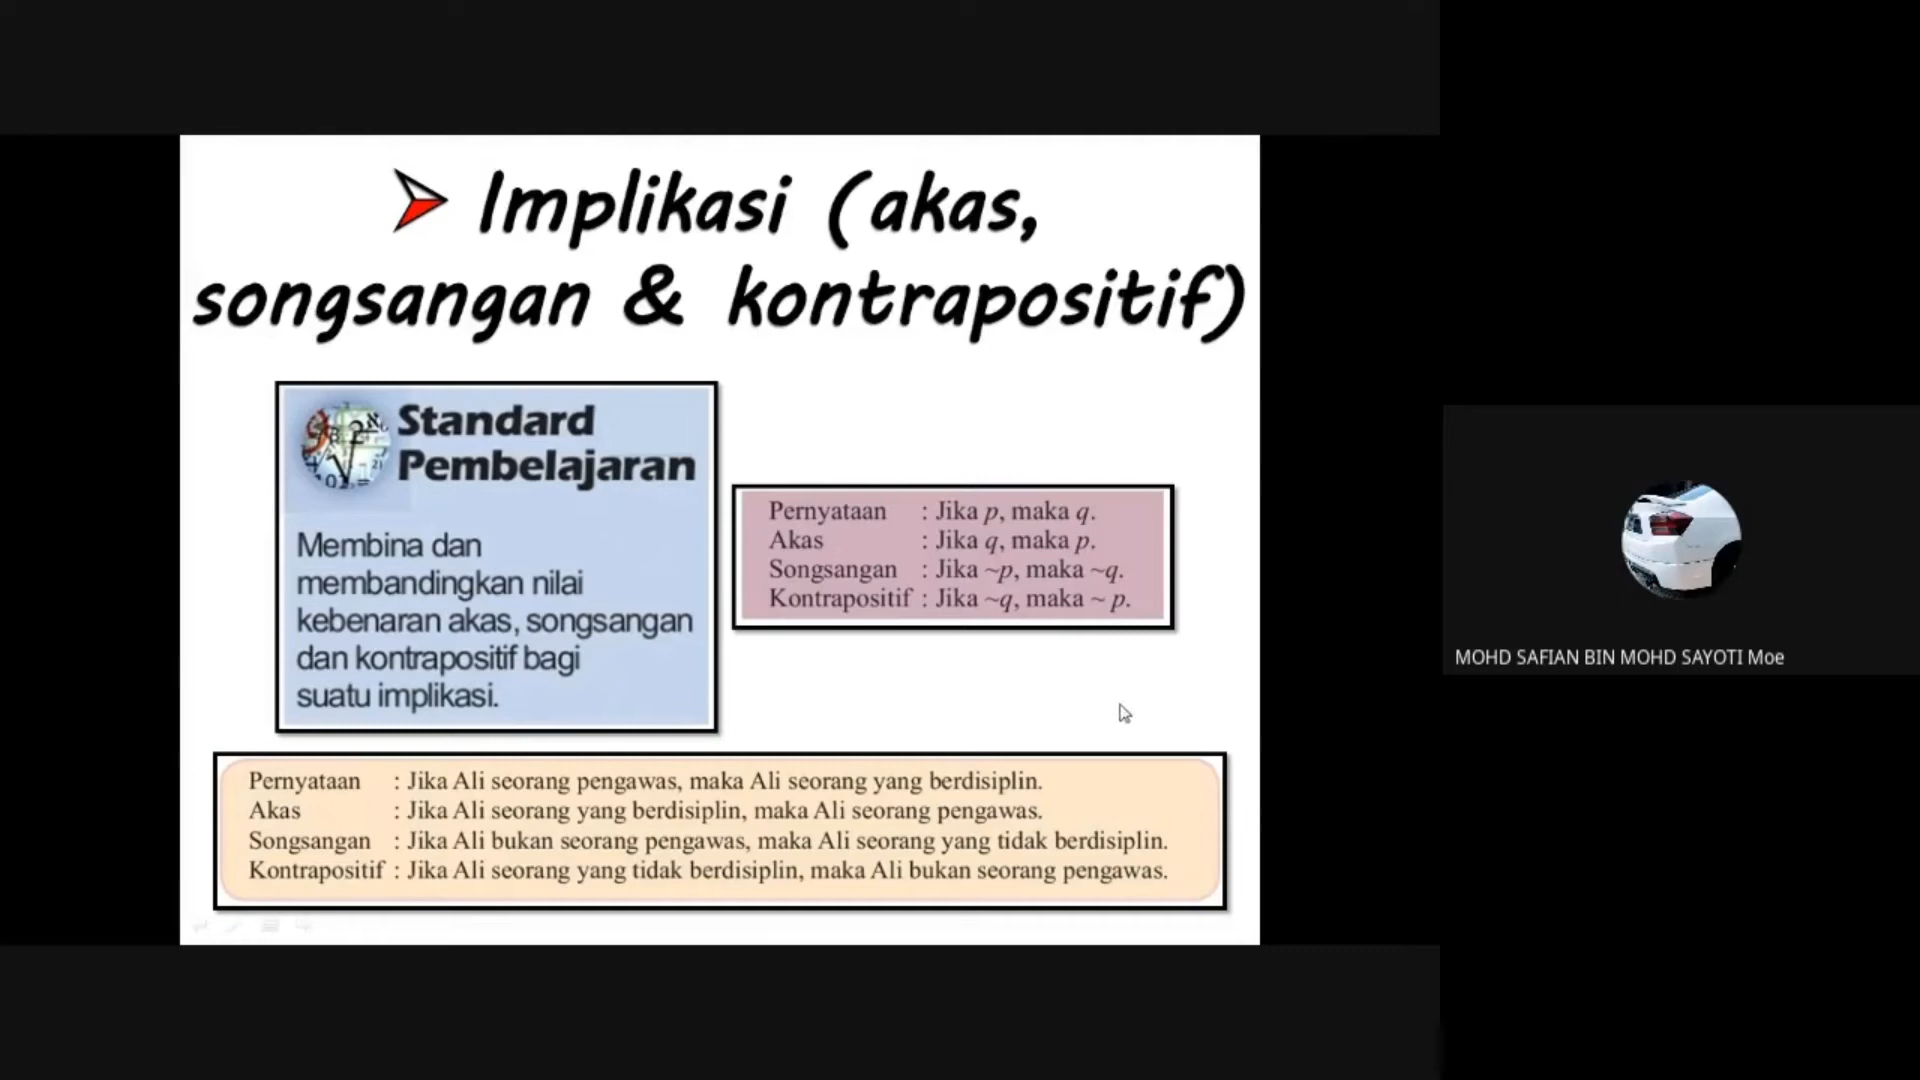 Implikasi (akas,
songsangan & kontrapositif)
Standard
Pembelajaran
Membina dan
membandingkan nilai
kebenaran akas, songsangan
dan kontrapositif bagi
suatu implikasi.
Pernyataan : Jika p, maka q.
Akas : Jika q, maka p.
Songsangan : Jika ~p, maka ~q.
Kontrapositif : Jika ~q, maka ~ p.
Pernyataan : Jika Ali seorang pengawas, maka Ali seorang yang berdisiplin.
Akas : Jika Ali seorang yang berdisiplin, maka Ali seorang pengawas.
Songsangan : Jika Ali bukan seorang pengawas, maka Ali seorang yang tidak berdisiplin.
Kontrapositif : Jika Ali seorang yang tidak berdisiplin, maka Ali bukan seorang pengawas.
MOHD SAFIAN BIN MOHD SAYOTI Moe